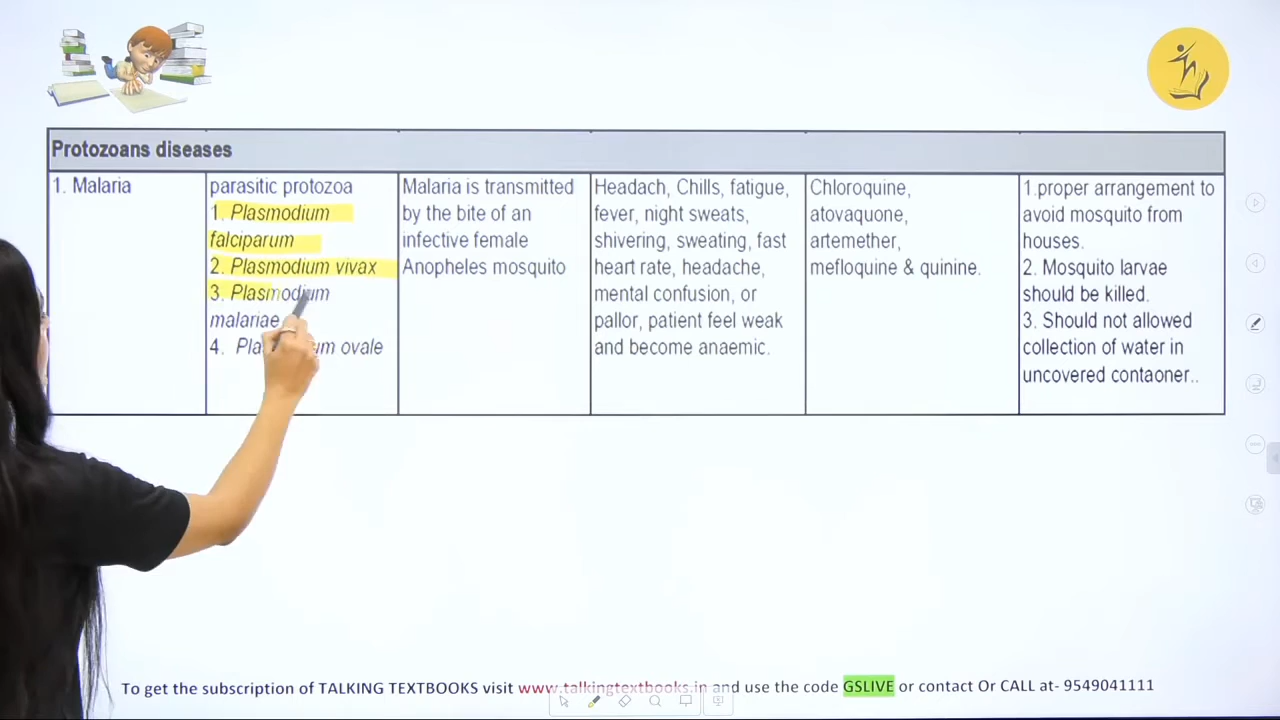 Protozoans diseases
1. Malaria
parasitic protozoa
1. Plasmodium
falciparum
2. Plasmodium vivax
3. Plasmodium
malariae
4. ovale
Malaria is transmitted
by the bite of an
infective female
Anopheles mosquito
Headach, Chills, fatigue,
fever, night sweats,
shivering, sweating, fast
heart rate, headache,
mental confusion, or
pallor, patient feel weak
and become anaemic.
Chloroquine,
atovaquone,
artemether,
mefloquine & quinine.
1.proper arrangement to
avoid mosquito from
houses.
2. Mosquito larvae
should be killed.
3. Should not allowed
collection of water in
uncovered contaoner..
To get the subscription of TALKING TEXTBOOKS visit www.talkingtextbooks.in and use the code GSLIVE or contact Or CALL at- 9549041111